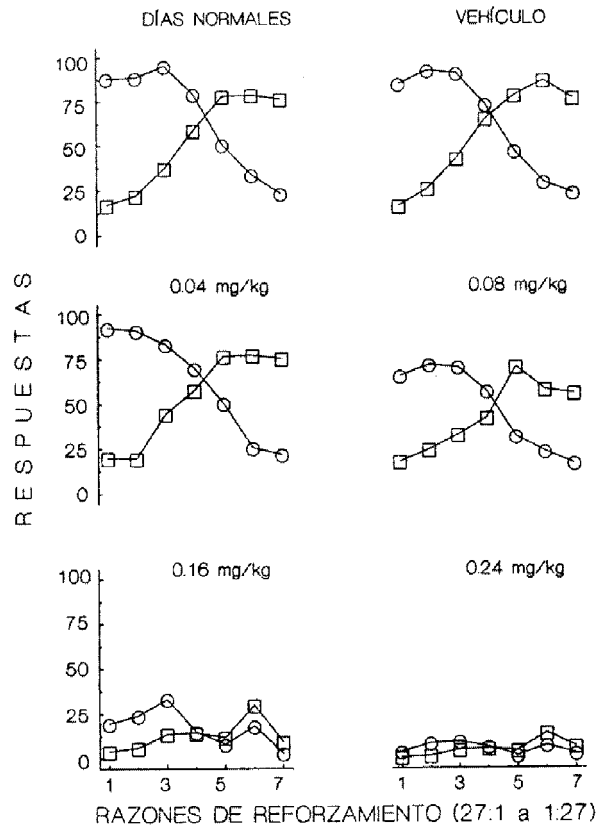 DÍAS NORMALES
VEHÍCULO
100
75
50
25
0
0.04 mg/kg
0.08 mg/kg
100
75
50
25
0
RESPUESTAS
0.16 mg/kg
0.24 mg/kg
100
75
50
25
0
1 3 5 7
1 3 5 7
RAZONES DE REFORZAMIENTO (27:1 a 1:27)